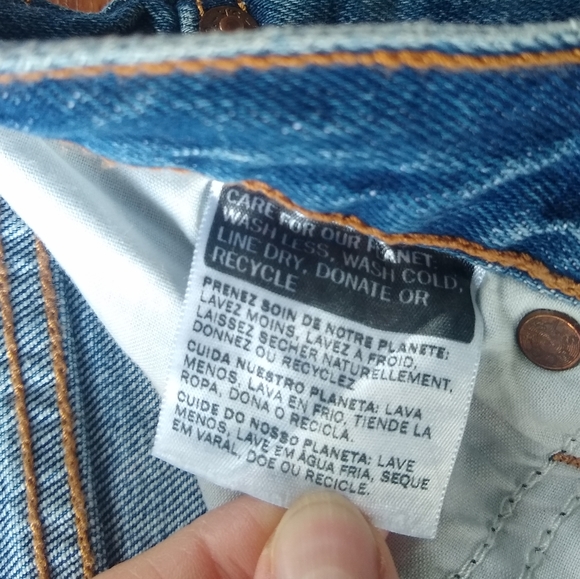 CARE FOR OUR PLANET.
WASH LESS, WASH COLD,
LINE DRY, DONATE OR
RECYCLE
PRENEZ SOIN DE NOTRE PLANETE:
LAVEZ MOINS, LAVEZ A FROID,
LAISSEZ SECHER NATURELLEMENT,
DONNEZ OU RECYCLEZ
CUIDA NUESTRO PLANETA: LAVA
MENOS, LAVA EN FRIO, TIENDE LA
ROPA, DONA O RECICLA.
CUIDE DO NOSSO PLANETA: LAVE
MENOS, LAVE EM ÁGUA FRIA, SEQUE
EM VARAL, DOE OU RECICLE.